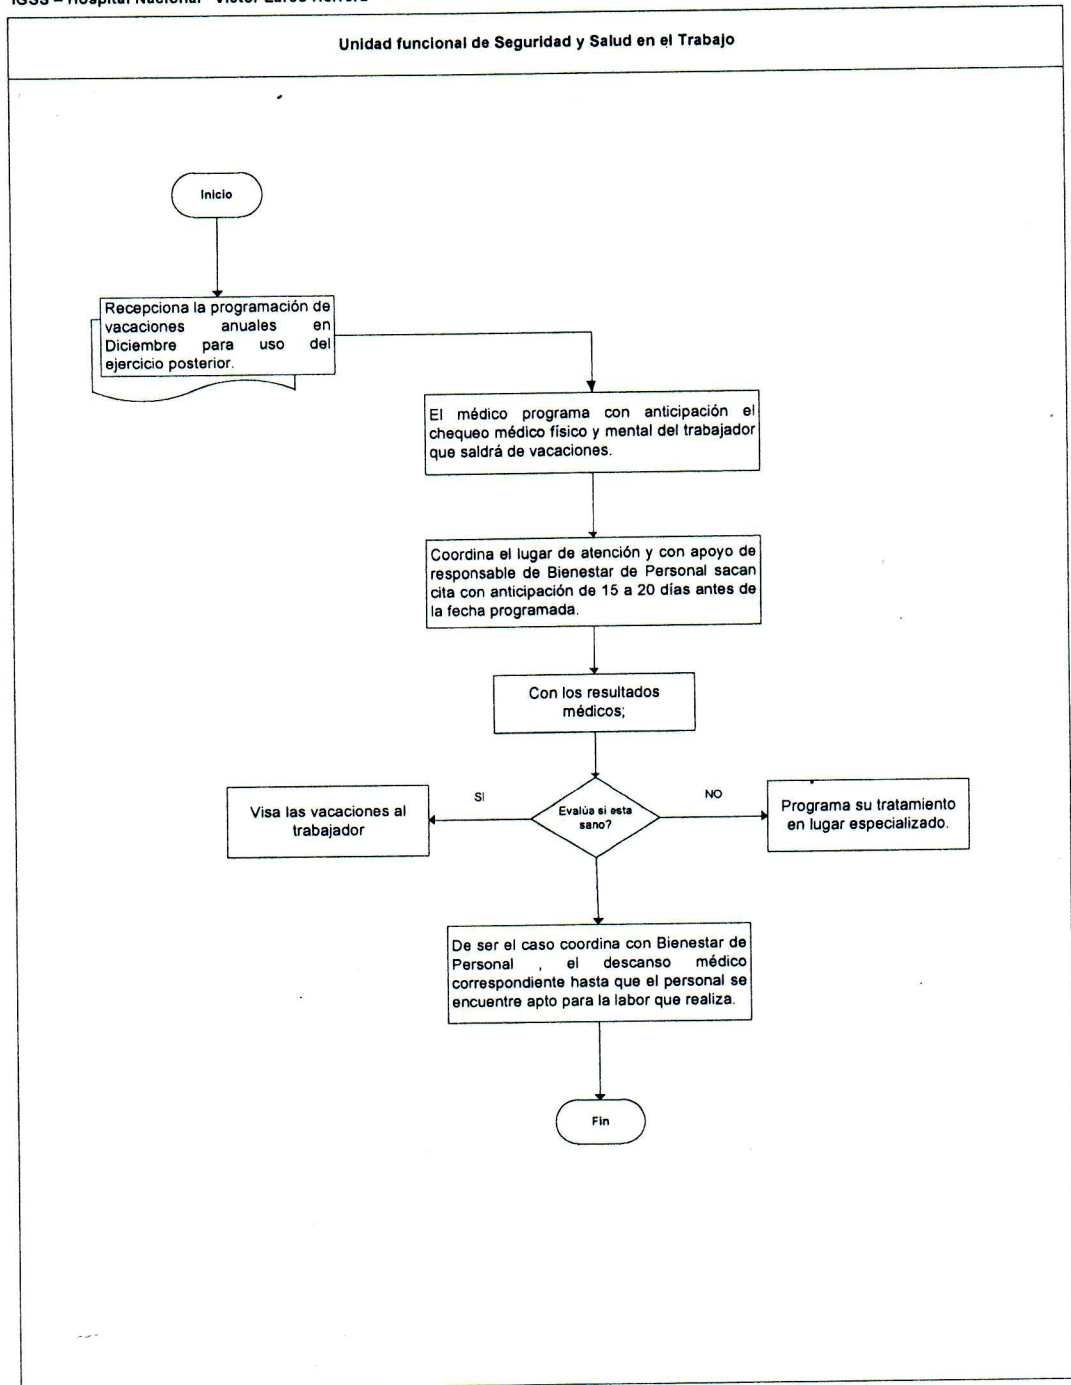 Unidad funcional de Seguridad y Salud en el Trabajo
Inicio
Recepciona la programación de
vacaciones anuales en
Diciembre para uso del
ejercicio posterior.
El médico programa con anticipación el
chequeo médico físico y mental del trabajador
que saldrá de vacaciones.
Coordina el lugar de atención y con apoyo de
responsable de Bienestar de Personal sacan
cita con anticipación de 15 a 20 días antes de
la fecha programada.
Con los resultados
médicos;
Evalúa si esta
sano?
SI
NO
Visa las vacaciones al
trabajador
Programa su tratamiento
en lugar especializado.
De ser el caso coordina con Bienestar de
Personal , el descanso médico
correspondiente hasta que el personal se
encuentre apto para la labor que realiza.
Fin